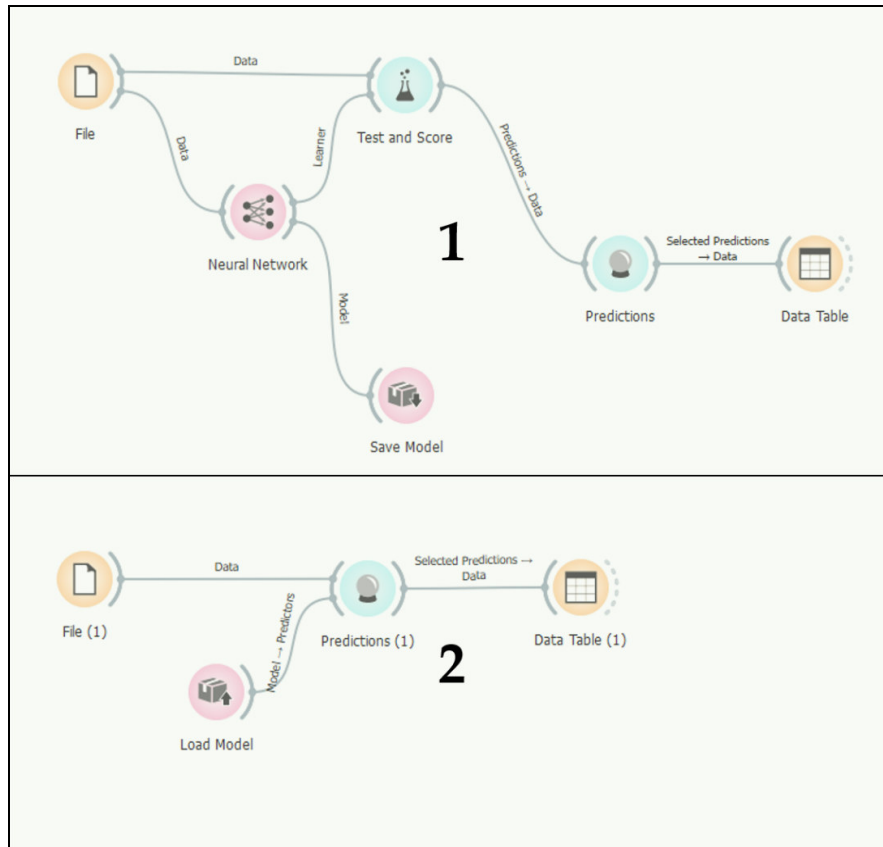 Data
File
Data
Learner
Test and Score
Predictions → Data
Neural Network
1
Selected Predictions
→ Data
Predictions
Data Table
Model
Save Model
Data
Selected Predictions →
Data
File (1)
Model → Predictors
Predictions (1)
Data Table (1)
2
Load Model